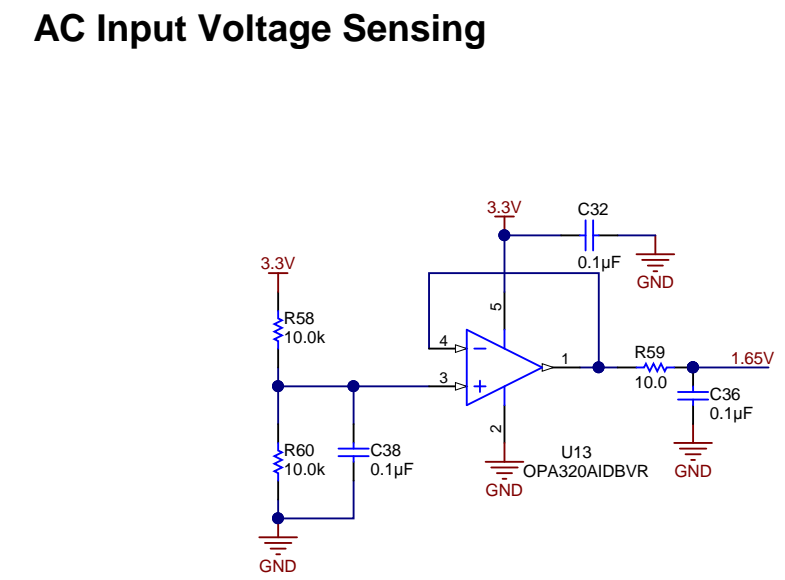 AC Input Voltage Sensing
3.3V
C32
0.1µF
GND
3.3V
R58
10.0k
5
4
3
1
2
R59
10.0
1.65V
C36
0.1µF
GND
R60
10.0k
C38
0.1µF
U13
OPA320AIDBVR
GND
GND